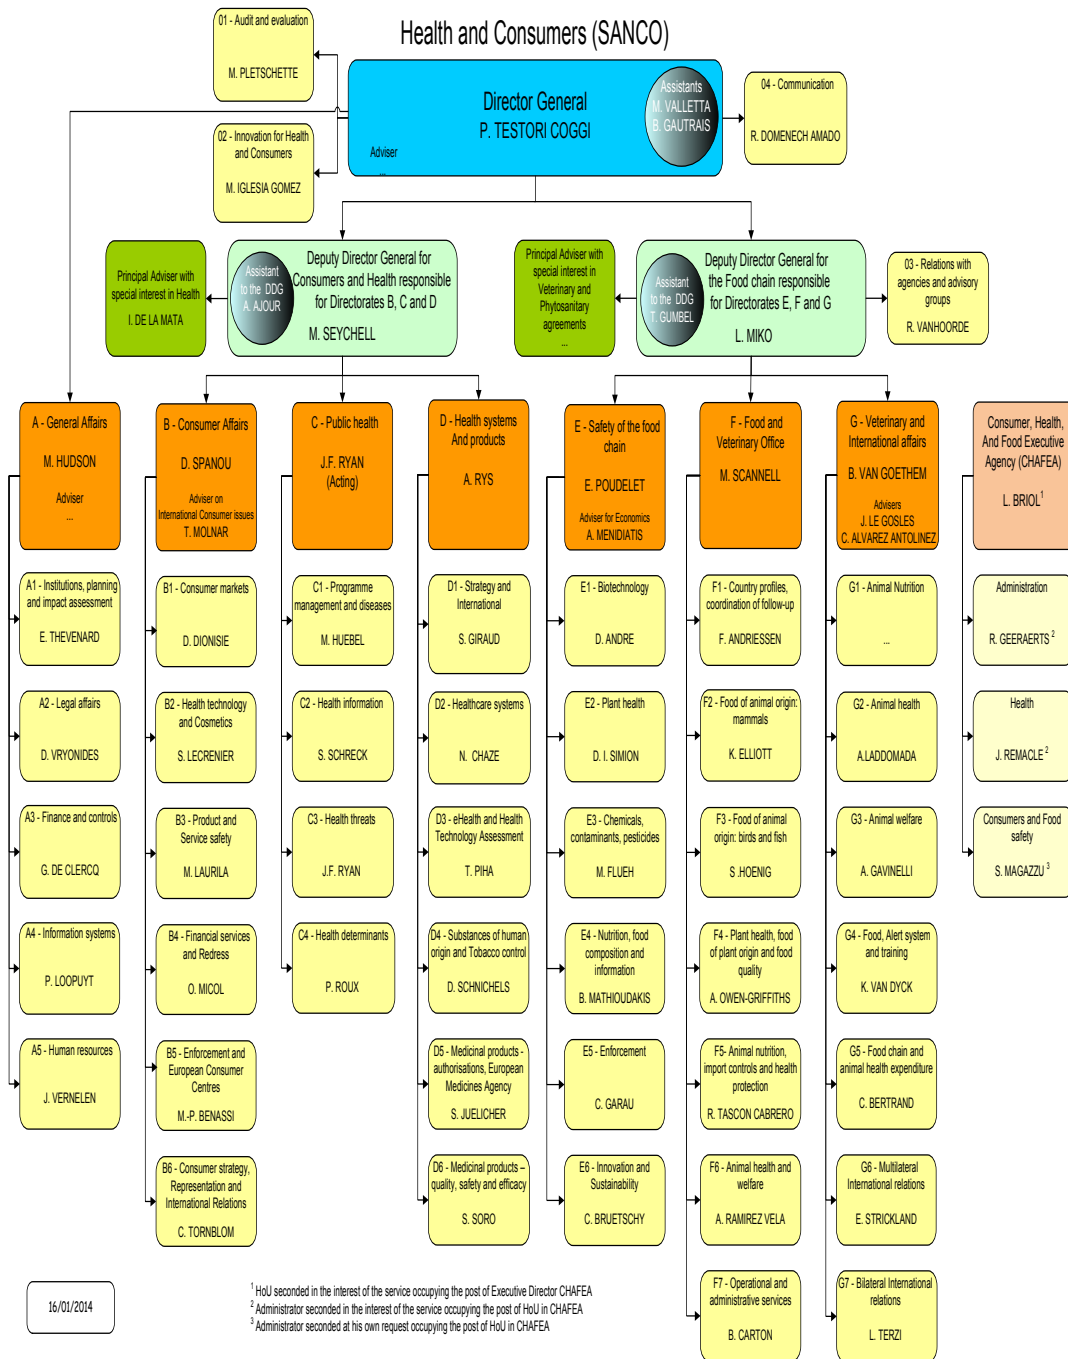 Health and Consumers (SANCO)
01 - Audit and evaluation
M. PLETSCHETTE
02 - Innovation for Health
and Consumers
M. IGLESIA GOMEZ
Director General
P. TESTORI COGGI
Adviser
...
Assistants
M. VALLETTA
B. GAUTRAIS
04 - Communication
R. DOMENECH AMADO
Principal Adviser with
special interest in Health
I. DE LA MATA
Assistant
to the DDG
A. AJOUR
Deputy Director General for
Consumers and Health responsible
for Directorates B, C and D
M. SEYCHELL
Principal Adviser with
special interest in
Veterinary and
Phytosanitary
agreements
...
Assistant
to the DDG
T. GUMBEL
Deputy Director General for
the Food chain responsible
for Directorates E, F and G
L. MIKO
03 - Relations with
agencies and advisory
groups
R. VANHOORDE
A - General Affairs
M. HUDSON
Adviser
...
B - Consumer Affairs
D. SPANOU
Adviser on
International Consumer issues
T. MOLNAR
C - Public health
J.F. RYAN
(Acting)
D - Health systems
And products
A. RYS
E - Safety of the food
chain
E. POUDELET
Adviser for Economics
A. MENIDIATIS
F - Food and
Veterinary Office
M. SCANNELL
G - Veterinary and
International affairs
B. VAN GOETHEM
Advisers
J. LE GOSLES
C. ALVAREZ ANTOLINEZ
Consumer, Health,
And Food Executive
Agency (CHAFEA)
L. BRIOL 1
A1 - Institutions, planning
and impact assessment
E. THEVENARD
A2 - Legal affairs
D. VRYONIDES
A3 - Finance and controls
G. DE CLERCQ
A4 - Information systems
P. LOOPUYT
A5 - Human resources
J. VERNELEN
B1 - Consumer markets
D. DIONISIE
B2 - Health technology
and Cosmetics
S. LECRENIER
B3 - Product and
Service safety
M. LAURILA
B4 - Financial services
and Redress
O. MICOL
B5 - Enforcement and
European Consumer
Centres
M.-P. BENASSI
B6 - Consumer strategy,
Representation and
International Relations
C. TORNBLOM
C1 - Programme
management and diseases
M. HUEBEL
C2 - Health information
S. SCHRECK
C3 - Health threats
J.F. RYAN
C4 - Health determinants
P. ROUX
D1 - Strategy and
International
S. GIRAUD
D2 - Healthcare systems
N. CHAZE
D3 - eHealth and Health
Technology Assessment
T. PIHA
D4 - Substances of human
origin and Tobacco control
D. SCHNICHELS
D5 - Medicinal products -
authorisations, European
Medicines Agency
S. JUELICHER
D6 - Medicinal products –
quality, safety and efficacy
S. SORO
E1 - Biotechnology
D. ANDRE
E2 - Plant health
D. I. SIMION
E3 - Chemicals,
contaminants, pesticides
M. FLUEH
E4 - Nutrition, food
composition and
information
B. MATHIOUDAKIS
E5 - Enforcement
C. GARAU
E6 - Innovation and
Sustainability
C. BRUETSCHY
F1 - Country profiles,
coordination of follow-up
F. ANDRIESSEN
F2 - Food of animal origin:
mammals
K. ELLIOTT
F3 - Food of animal
origin: birds and fish
S .HOENIG
F4 - Plant health, food
of plant origin and food
quality
A. OWEN-GRIFFITHS
F5- Animal nutrition,
import controls and health
protection
R. TASCON CABRERO
F6 - Animal health and
welfare
A. RAMIREZ VELA
F7 - Operational and
administrative services
B. CARTON
G1 - Animal Nutrition
...
G2 - Animal health
A.LADDOMADA
G3 - Animal welfare
A. GAVINELLI
G4 - Food, Alert system
and training
K. VAN DYCK
G5 - Food chain and
animal health expenditure
C. BERTRAND
G6 - Multilateral
International relations
E. STRICKLAND
G7 - Bilateral International
relations
L. TERZI
Administration
R. GEERAERTS 2
Health
J. REMACLE 2
Consumers and Food
safety
S. MAGAZZU 3
16/01/2014
1 HoU seconded in the interest of the service occupying the post of Executive Director CHAFEA
2 Administrator seconded in the interest of the service occupying the post of HoU in CHAFEA
3 Administrator seconded at his own request occupying the post of HoU in CHAFEA